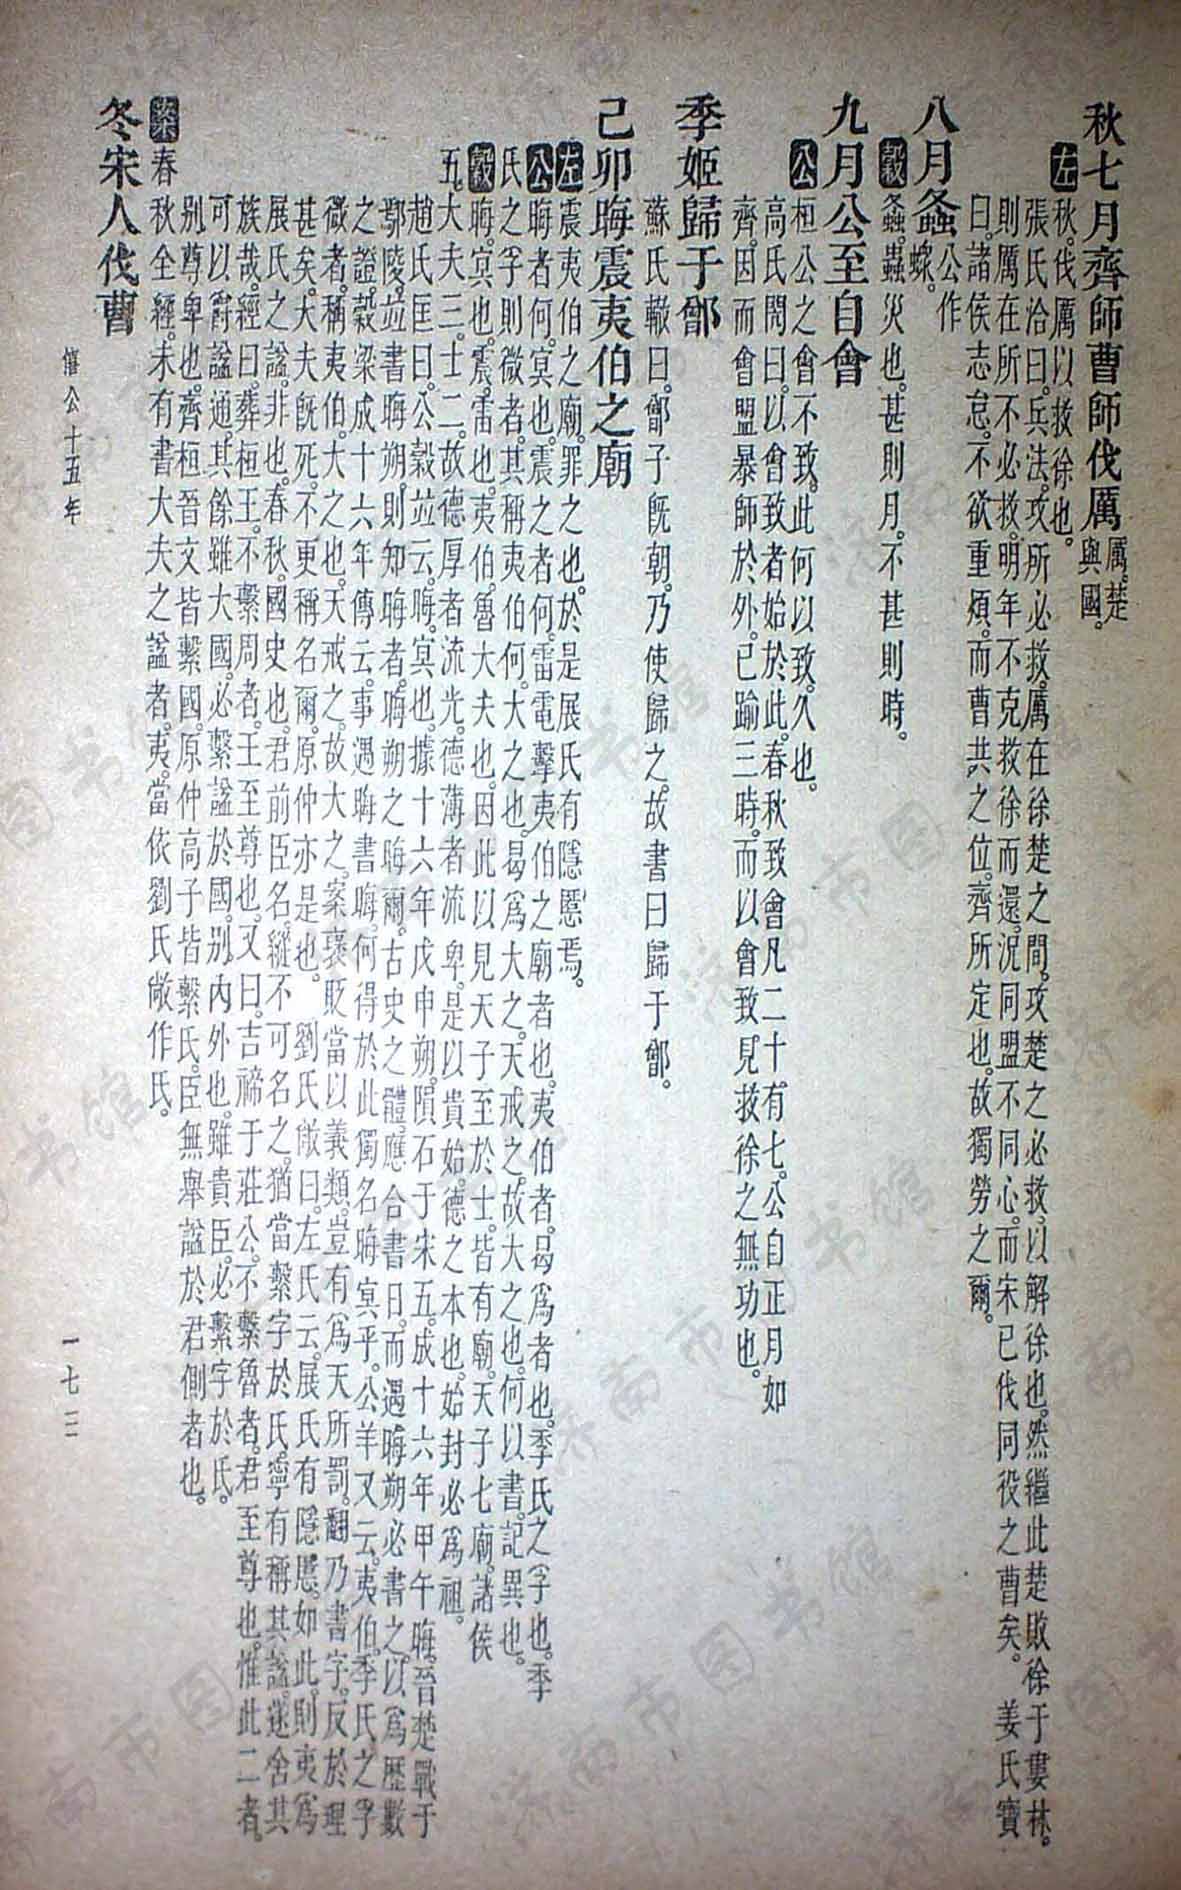 秋七月齊師曹師伐厲厲。楚與國。
左秋。伐厲。以救徐也。
張氏洽曰。兵法。攻所必救。厲在徐楚之間。攻楚之必救。以解徐也。然繼此楚敗徐于婁林。
則厲在所不必救。明年不克救徐而還。況同盟不同心。而宋已伐同役之曹矣。 姜氏寶
曰。諸侯志怠。不欲重煩。而曹共之位。齊所定也。故獨勞之爾。
八月螽公作𧑄。
穀螽。蟲災也。甚則月。不甚則時。
九月公至自會
公桓公之會不致。此何以致。久也。
高氏閌曰。以會致者始於此。春秋致會凡二十有七。公自正月如
齊。因而會盟暴師於外。已踰三時。而以會致。見救徐之無功也。
季姬歸于鄫
蘇氏轍曰。鄫子旣朝。乃使歸之。故書曰歸于鄫。
己卯晦震夷伯之廟
左震夷伯之廟。罪之也。於是展氏有隱慝焉。
公晦者何。冥也。震之者何。雷電擊夷伯之廟者也。夷伯者。曷爲者也。季氏之孚也。季
氏之孚則微者。其稱夷伯何。大之也。曷爲大之。天戒之。故大之也。何以書。記異也。
穀晦。冥也。震。雷也。夷伯。魯大夫也。因此以見天子至於士。皆有廟。天子七廟。諸侯
五。大夫三。士二。故德厚者流光。德薄者流卑。是以貴始。德之本也。始封必爲祖。
趙氏匡曰。公穀竝云。晦。冥也。據十六年戊申朔。隕石于宋五。成十六年甲午晦。晉楚戰于
鄢陵。竝書晦朔。則知晦者。晦朔之晦爾。古史之體。應合書日。而遇晦朔必書之。以爲歷數
之證。穀梁成十六年傳云。事遇晦書晦。何得於此獨名晦冥乎。公羊又云。夷伯。季氏之孚
微者。稱夷伯。大之也。天戒之。故大之。案襃貶當以義類。豈有爲天所罰。翻乃書字。反於理
甚矣。大夫旣死。不更稱名爾。原仲亦是也。 劉氏敞曰。左氏云。展氏有隱慝。如此。則夷爲
展氏之諡。非也。春秋。國史也。君前臣名。縱不可名之。猶當繫字於氏。寧有稱其諡。遂舍其
族哉。經曰。葬桓王。不繫周者。王至尊也。又曰。吉禘于莊公。不繫魯者。君至尊也。惟此二者。
可以爵諡通。其餘雖大國。必繫諡於國。別內外也。雖貴臣。必繫字於氏。
別尊卑也。齊桓晉文皆繫國。原仲高子皆繫氏。臣無舉諡於君側者也。
案春秋全經。未有書大夫之諡者。夷。當依劉氏敞作氏。
冬宋人伐曹
僖公十五年
一七三